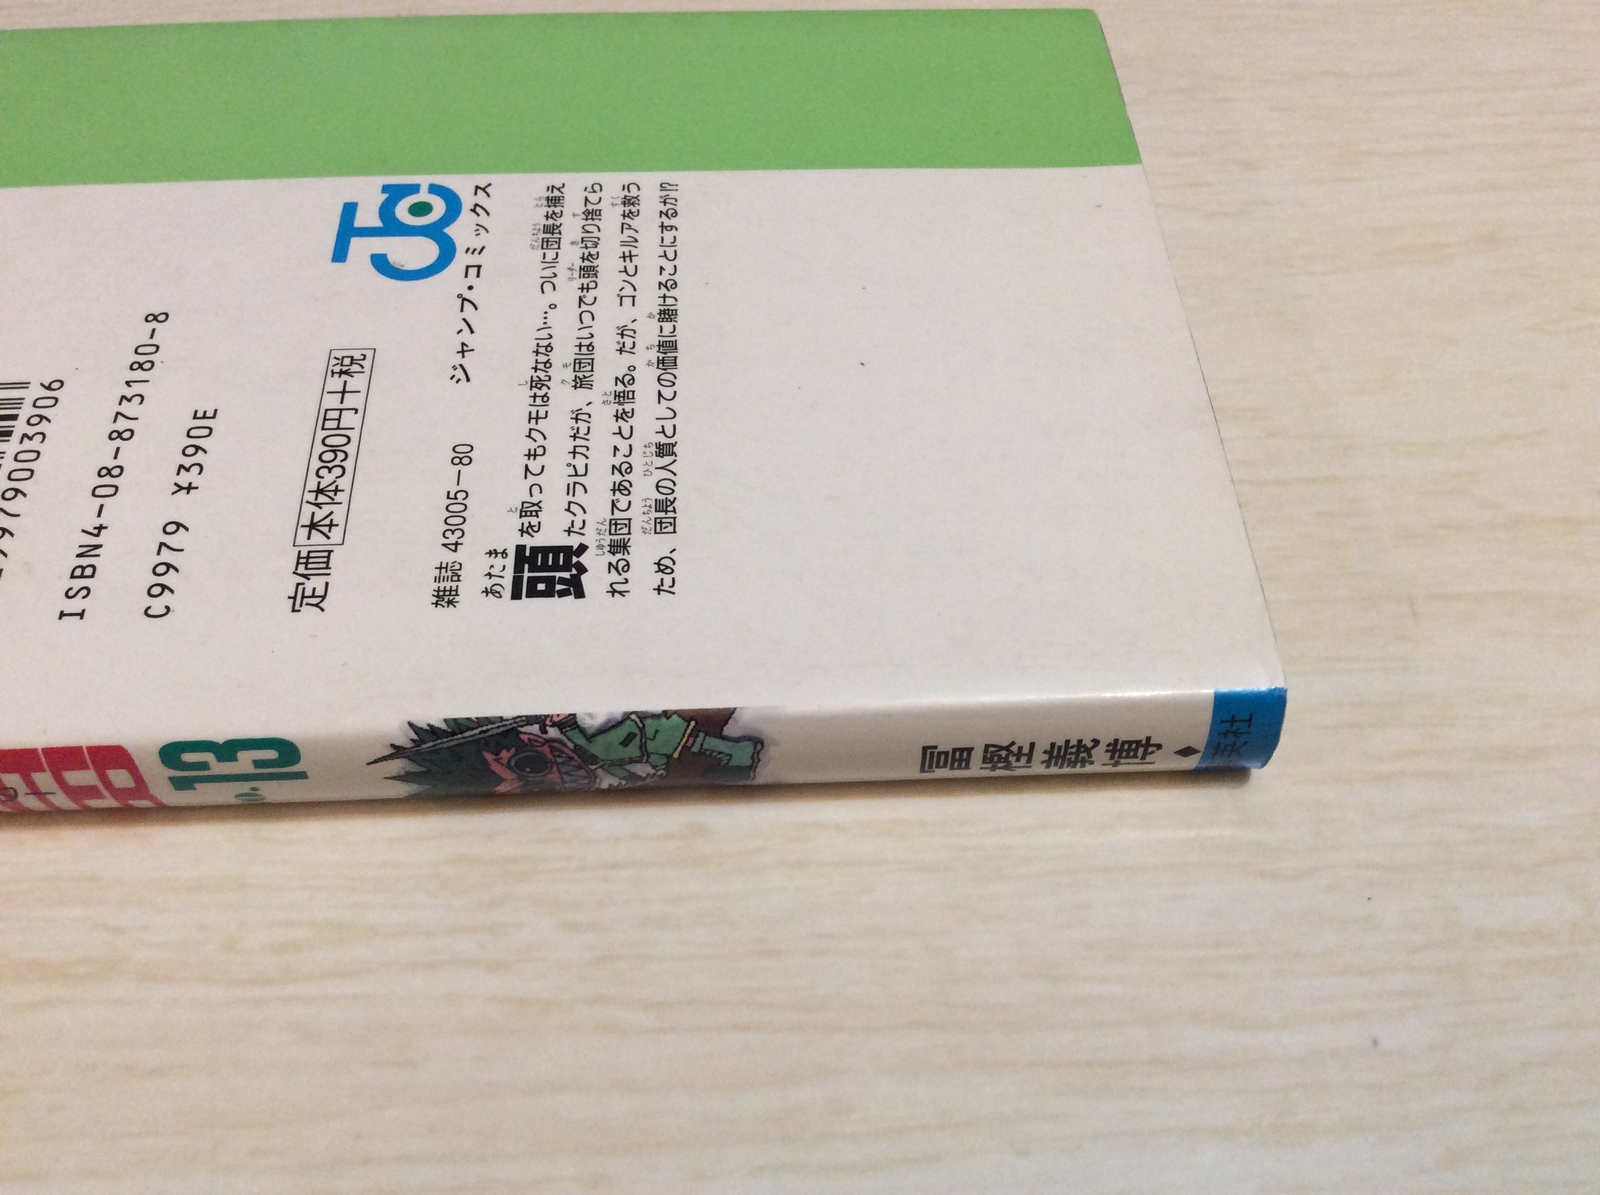 9979003906
ISBN4-08-873180-8
C9979 ¥390E
定価 本体390円+税
雑誌 43005-80
ジャンプ・コミックス
頭を取ってもクモは死なない…。ついに団長を捕え
たクラピカだが、旅団はいつでも頭を切り捨てら
れる集団であることを悟る。だが、ゴンとキルアを救う
ため、団長の人質としての価値に賭けることにするが!?
13
冨樫義博
英社